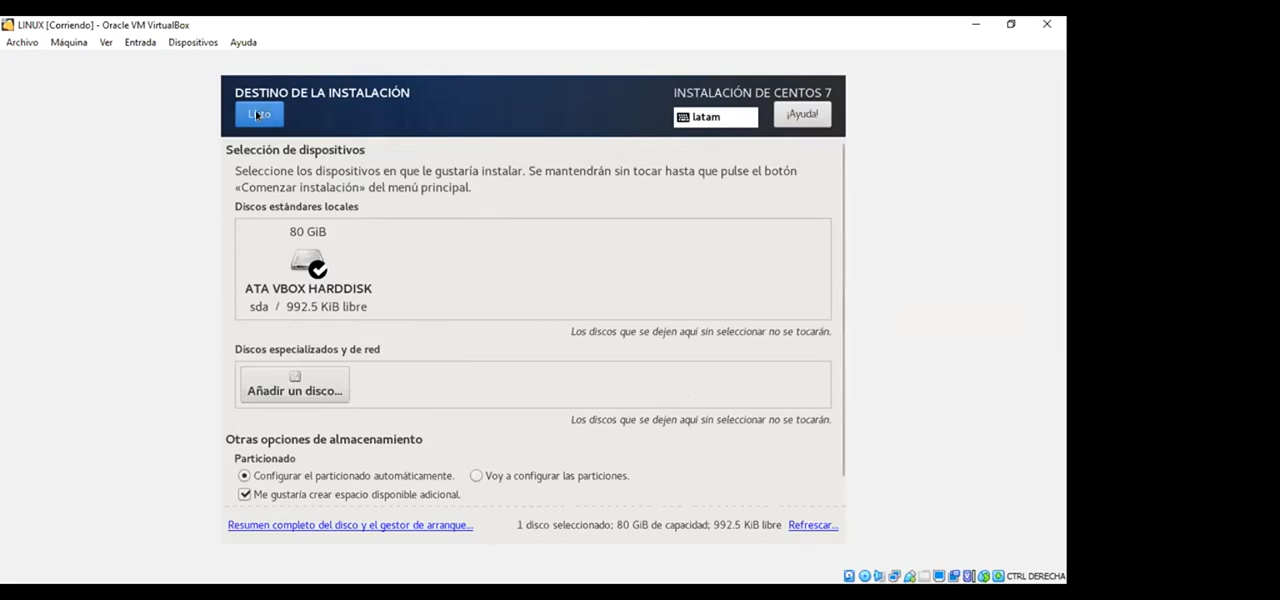 LINUX [Corriendo] - Oracle VM VirtualBox
Archivo Máquina Ver Entrada Dispositivos Ayuda
DESTINO DE LA INSTALACIÓN
INSTALACIÓN DE CENTOS 7
latam
¡Ayuda!
Selección de dispositivos
Seleccione los dispositivos en que le gustaría instalar. Se mantendrán sin tocar hasta que pulse el botón
«Comenzar instalación» del menú principal.
Discos estándares locales
80 GiB
ATA VBOX HARDDISK
sda / 992.5 KiB libre
Los discos que se dejen aquí sin seleccionar no se tocarán.
Discos especializados y de red
Añadir un disco...
Los discos que se dejen aquí sin seleccionar no se tocarán.
Otras opciones de almacenamiento
Particionado
Configurar el particionado automáticamente. Voy a configurar las particiones.
Me gustaría crear espacio disponible adicional.
Resumen completo del disco y el gestor de arranque... 1 disco seleccionado; 80 GiB de capacidad; 992.5 KiB libre Refrescar...
CTRL DERECHA